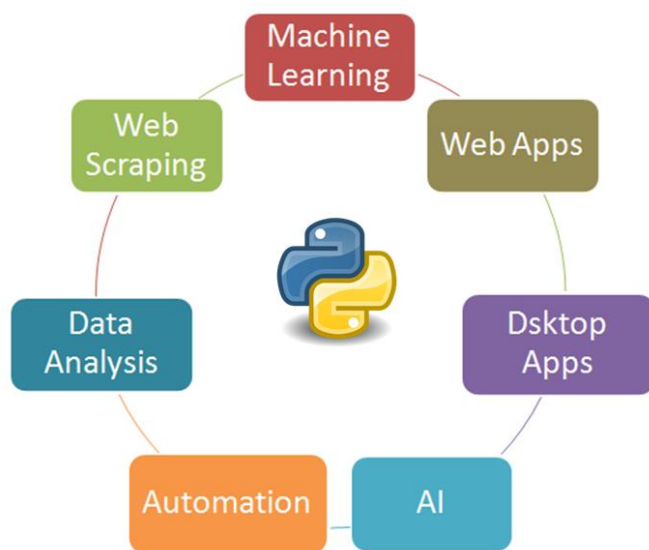 Machine
Learning
Web Apps
Dsktop
Apps
AI
Automation
Data
Analysis
Web
Scraping